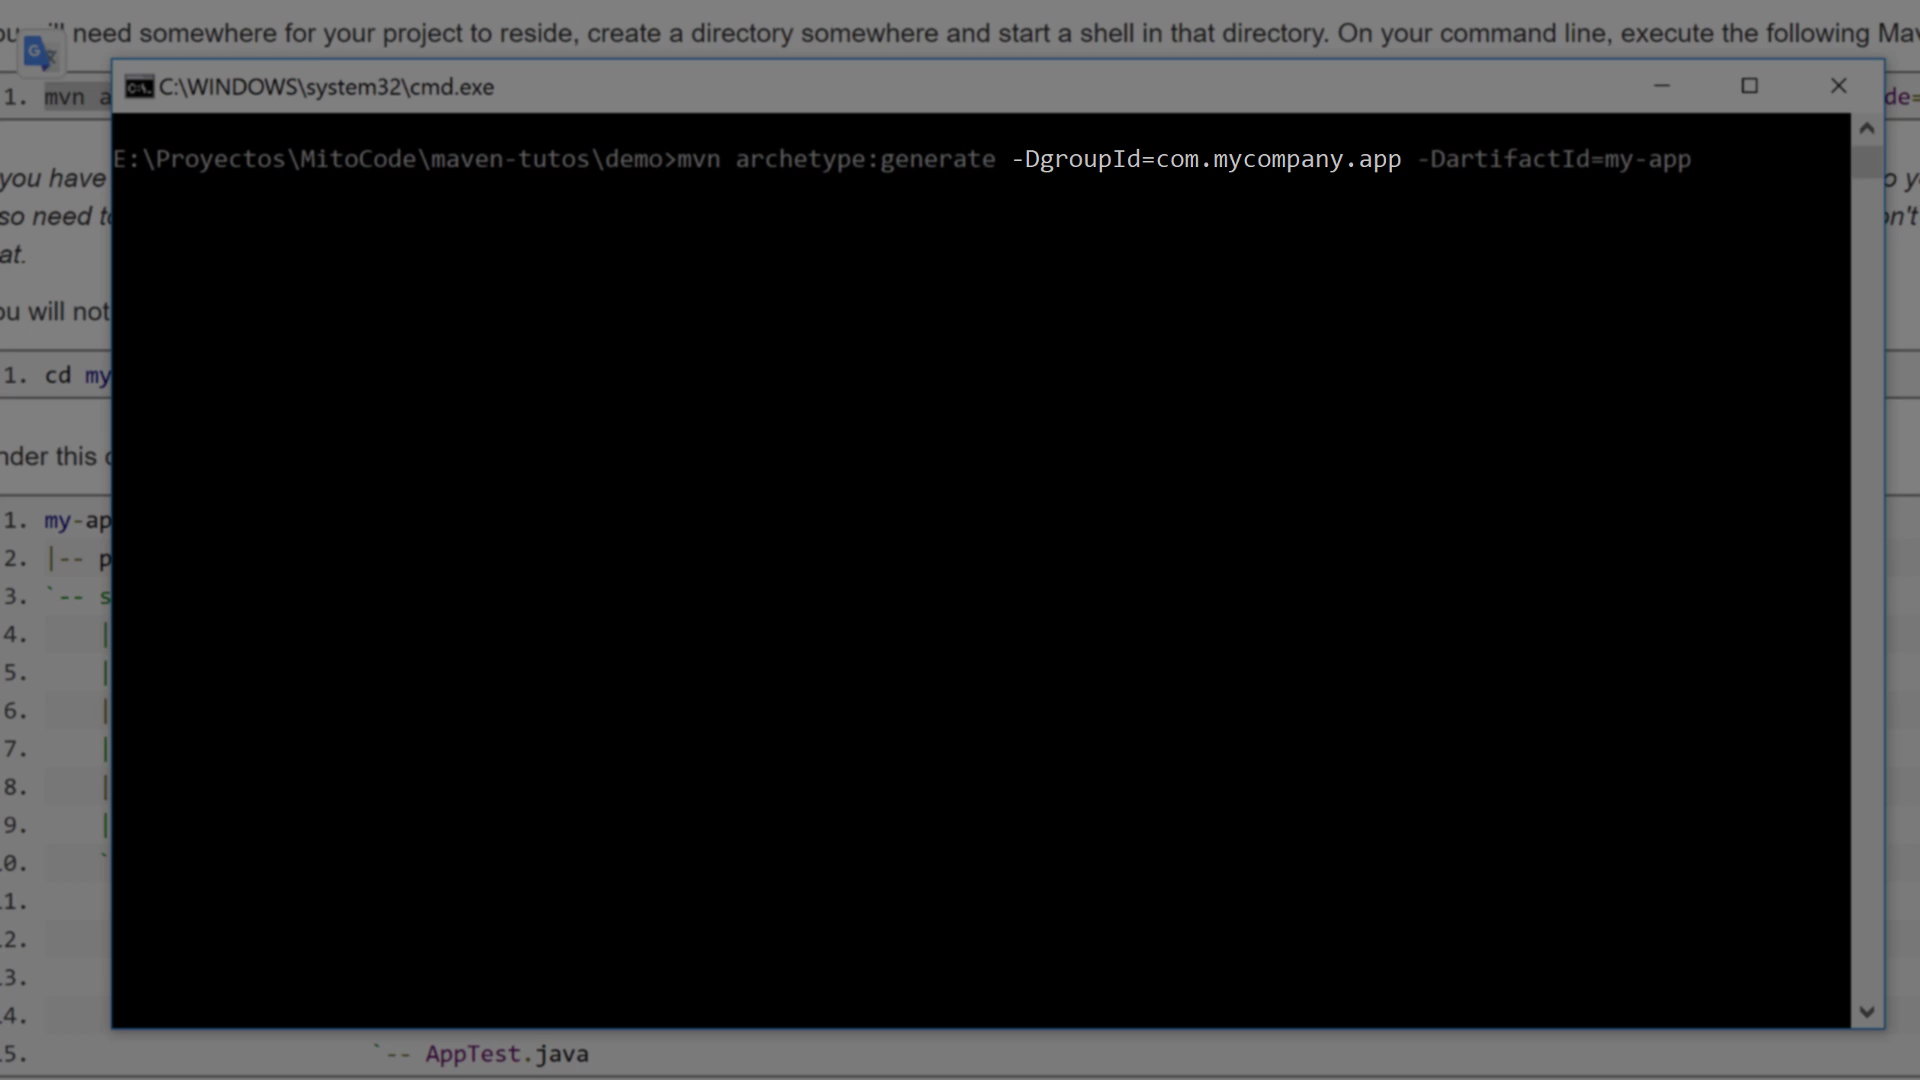 need somewhere for your project to reside, create a directory somewhere and start a shell in that directory. On your command line, execute the following
C:\WINDOWS\system32\cmd.exe
1. mvn
E:\Proyectos\MitoCode\maven-tutos\demo>mvn archetype:generate -DgroupId=com.mycompany.app -DartifactId=my-app
you have
so need
at.
will not
1. cd my
this
1. my-ap
2. |-- p
3. `-- s
4. |
5. |
6. |
7. |
8. |
9. |
`
`-- AppTest.java